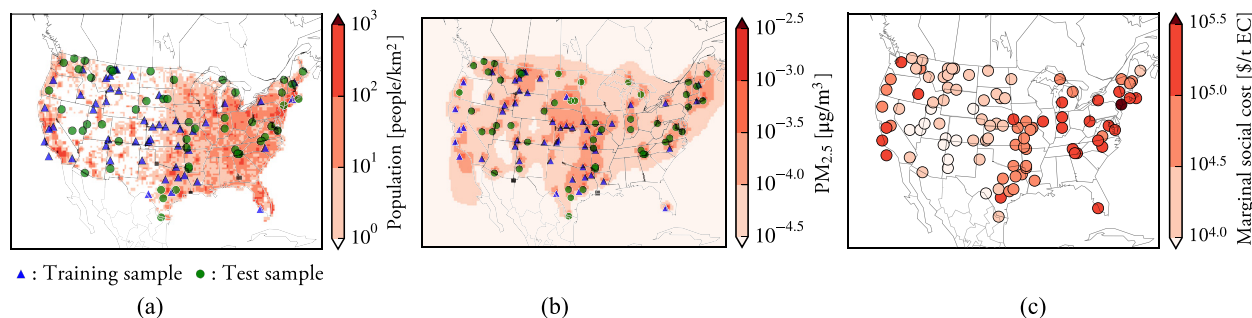 10^3
10^2
10^1
10^0
Population [people/km^2]
10^−2.5
10^−3.0
10^−3.5
10^−4.0
10^−4.5
PM_2.5 [μg/m^3]
10^5.5
10^5.0
10^4.5
10^4.0
Marginal social cost [$/t EC]
▲ : Training sample ● : Test sample
(a)
(b)
(c)